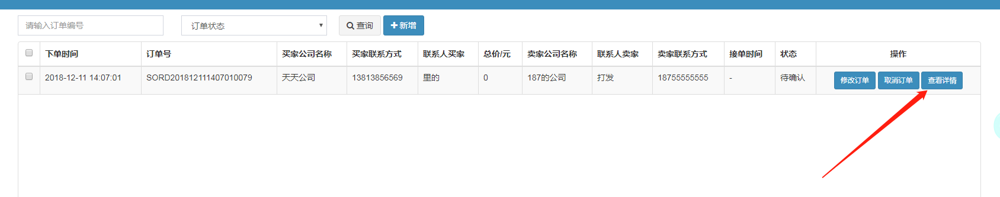 请输入订单编号 订单状态 查询 新增
下单时间 订单号 买家公司名称 买家联系方式 联系人买家 总价/元 卖家公司名称 联系人卖家 卖家联系方式 接单时间 状态 操作
2018-12-11 14:07:01 SORD201812111407010079 天天公司 13813856569 里的 0 187的公司 打发 18755555555 - 待确认 修改订单 取消订单 查看详情